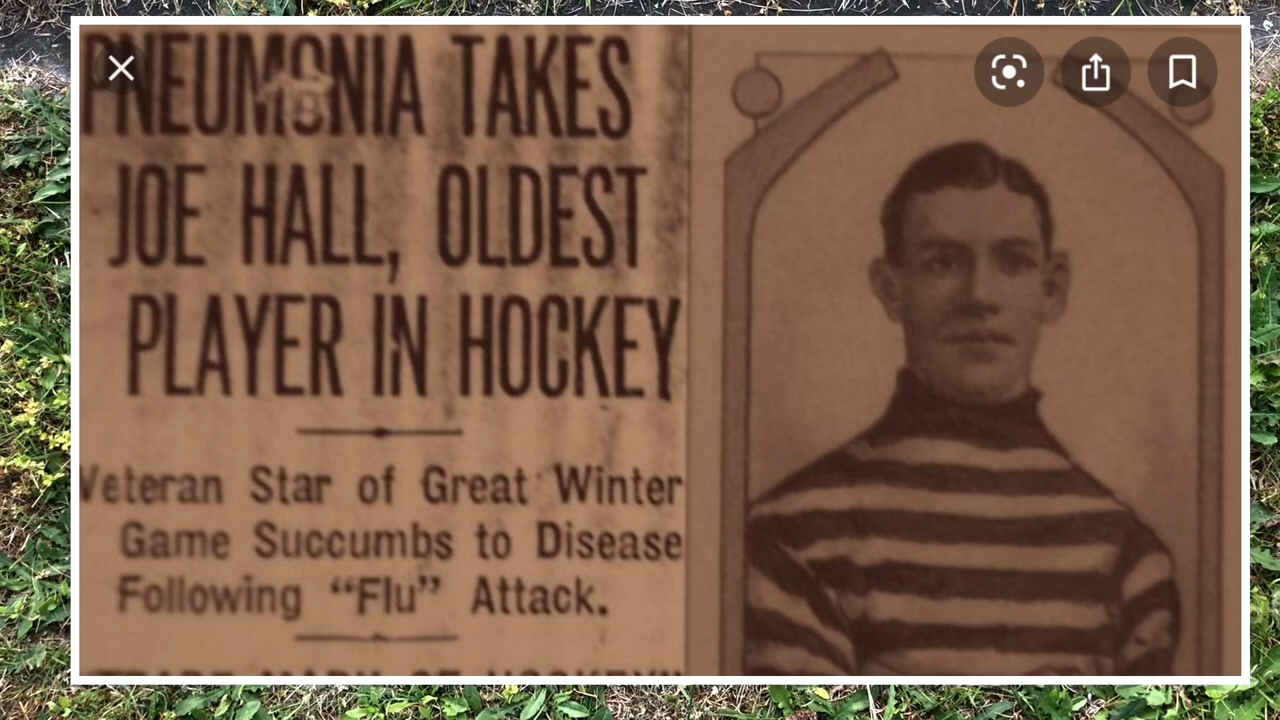 PNEUMONIA TAKES
JOE HALL, OLDEST
PLAYER IN HOCKEY
Veteran Star of Great Winter
Game Succumbs to Disease
Following “Flu” Attack.